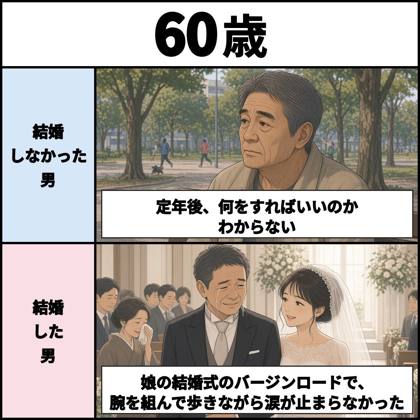 60歳
結婚
しなかった
男
定年後、何をすればいいのか
わからない
結婚
した
男
娘の結婚式のバージンロードで、
腕を組んで歩きながら涙が止まらなかった